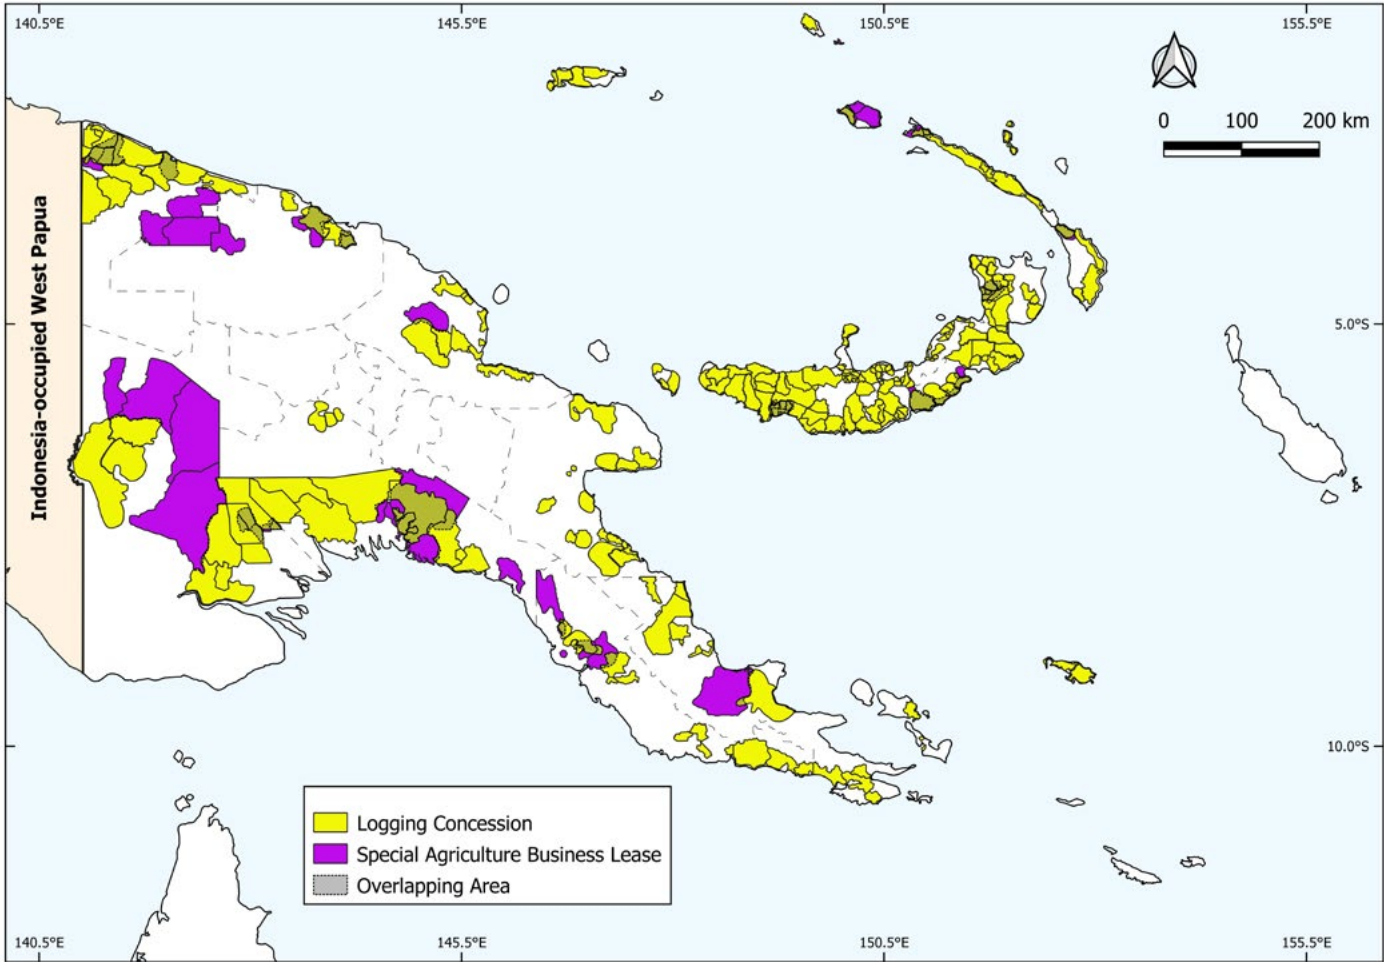 140.5°E
145.5°E
150.5°E
155.5°E
0 100 200 km
Indonesia-occupied West Papua
5.0°S
10.0°S
Logging Concession
Special Agriculture Business Lease
Overlapping Area
140.5°E
145.5°E
150.5°E
155.5°E